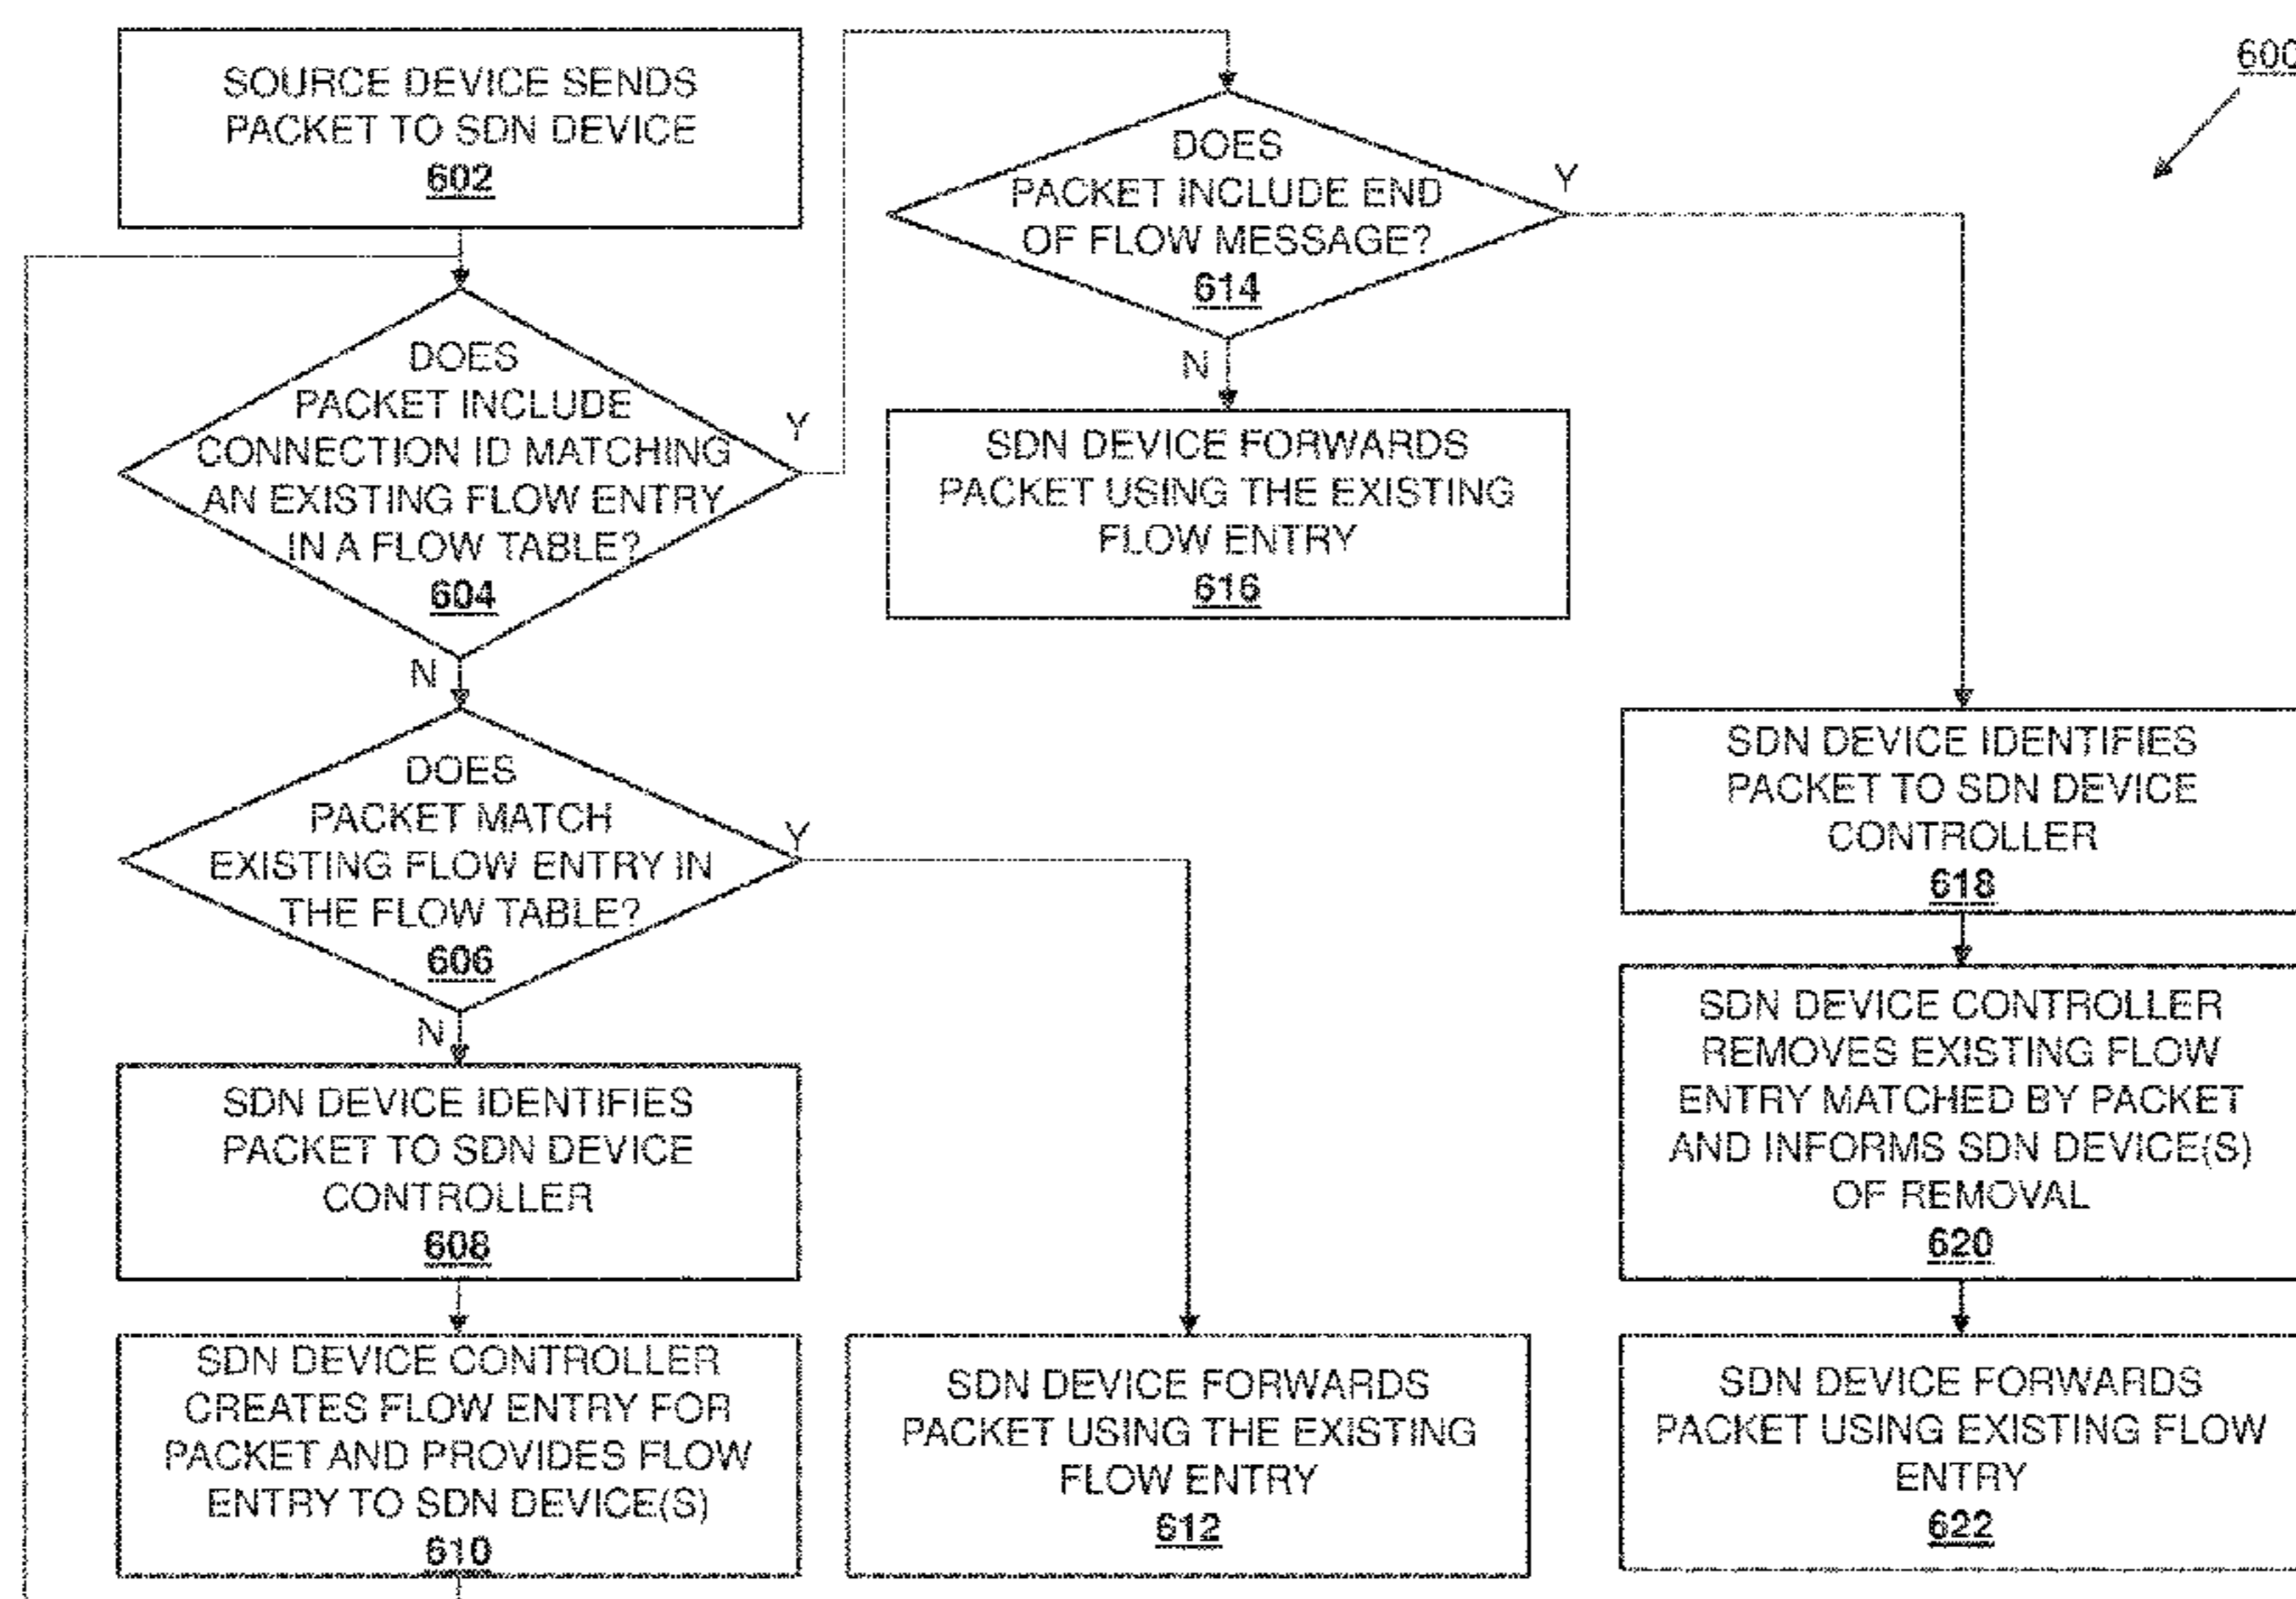 SOURCE DEVICE SENDS
PACKET TO SDN DEVICE
602
DOES
PACKET INCLUDE
CONNECTION ID MATCHING
AN EXISTING FLOW ENTRY
IN A FLOW TABLE?
604
Y
N
DOES
PACKET MATCH
EXISTING FLOW ENTRY IN
THE FLOW TABLE?
606
Y
N
SDN DEVICE IDENTIFIES
PACKET TO SDN DEVICE
CONTROLLER
608
SDN DEVICE CONTROLLER
CREATES FLOW ENTRY FOR
PACKET AND PROVIDES FLOW
ENTRY TO SDN DEVICE(S)
610
SDN DEVICE FORWARDS
PACKET USING THE EXISTING
FLOW ENTRY
612
DOES
PACKET INCLUDE END
OF FLOW MESSAGE?
614
Y
N
SDN DEVICE FORWARDS
PACKET USING THE EXISTING
FLOW ENTRY
616
600
SDN DEVICE IDENTIFIES
PACKET TO SDN DEVICE
CONTROLLER
618
SDN DEVICE CONTROLLER
REMOVES EXISTING FLOW
ENTRY MATCHED BY PACKET
AND INFORMS SDN DEVICE(S)
OF REMOVAL
620
SDN DEVICE FORWARDS
PACKET USING EXISTING FLOW
ENTRY
622